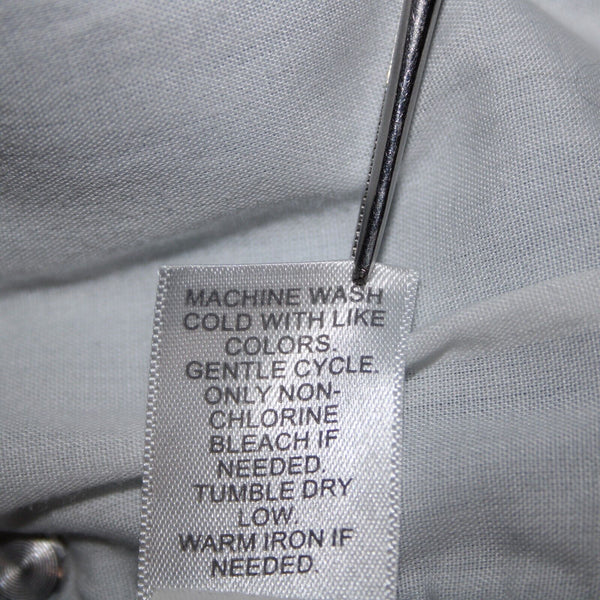 MACHINE WASH
COLD WITH LIKE
COLORS.
GENTLE CYCLE.
ONLY NON-
CHLORINE
BLEACH IF
NEEDED.
TUMBLE DRY
LOW.
WARM IRON IF
NEEDED.